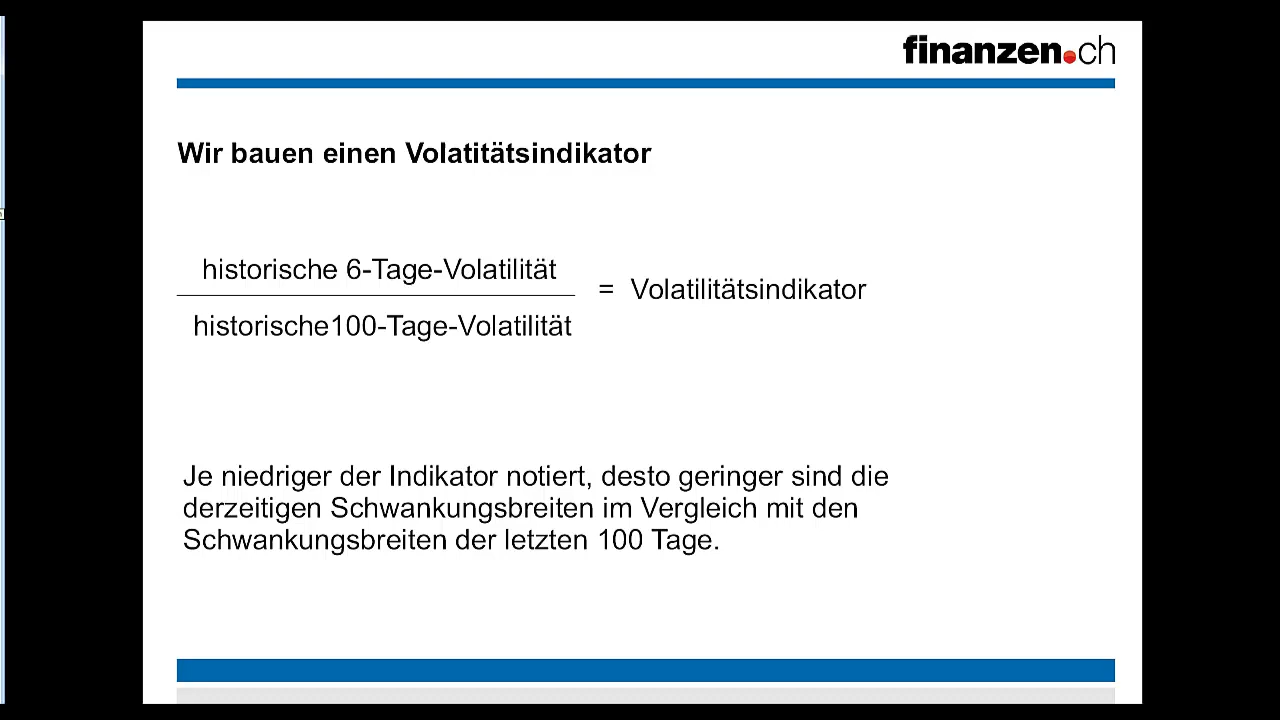 finanzen.ch
Wir bauen einen Volatitätsindikator
historische 6-Tage-Volatilität
= Volatilitätsindikator
historische100-Tage-Volatilität
Je niedriger der Indikator notiert, desto geringer sind die
derzeitigen Schwankungsbreiten im Vergleich mit den
Schwankungsbreiten der letzten 100 Tage.